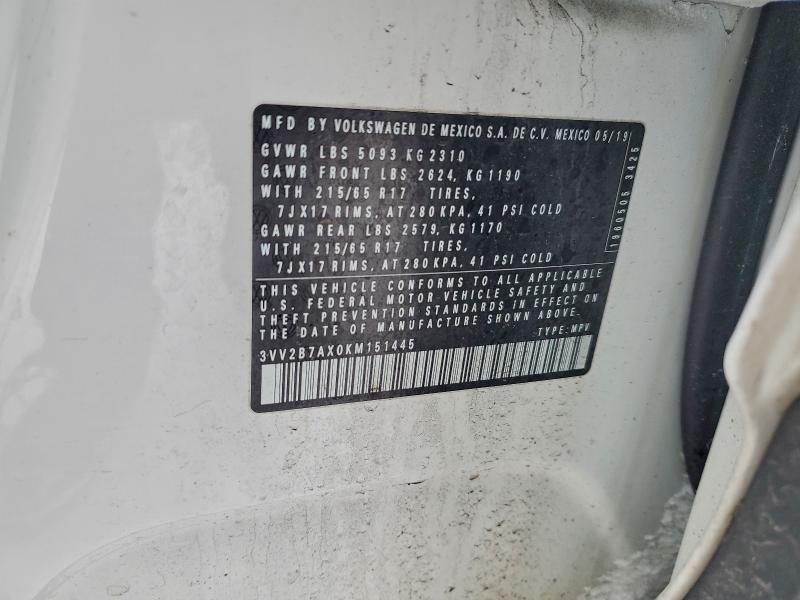 MFD BY VOLKSWAGEN DE MEXICO S.A. DE C.V. MEXICO 05/19
GVWR LBS 5093 KG 2310
GAWR FRONT LBS 2624, KG 1190
WITH 215/65 R17 TIRES,
7JX17 RIMS, AT 280 KPA, 41 PSI COLD
GAWR REAR LBS 2579, KG 1170
WITH 215/65 R17 TIRES,
7JX17 RIMS, AT 280 KPA, 41 PSI COLD
THIS VEHICLE CONFORMS TO ALL APPLICABLE
U.S. FEDERAL MOTOR-VEHICLE SAFETY AND
THEFT PREVENTION STANDARDS IN EFFECT ON
THE DATE OF MANUFACTURE SHOWN ABOVE.
TYPE: MPV
3VV2B7AX0KM151445
1960505 3425